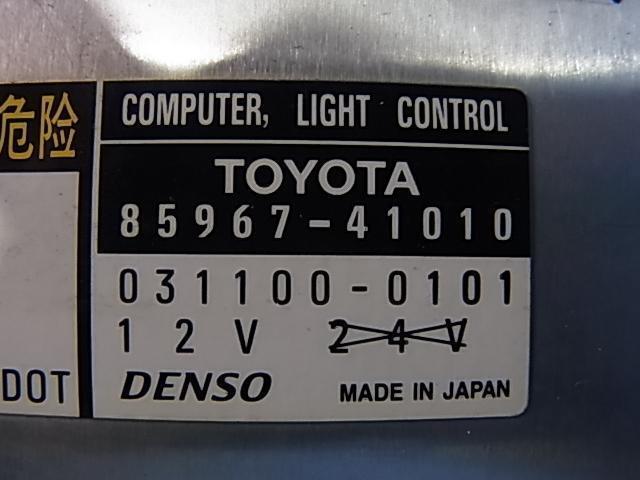 危险
COMPUTER, LIGHT CONTROL
TOYOTA
85967-41010
031100-0101
12V 24V
DOT
DENSO MADE IN JAPAN